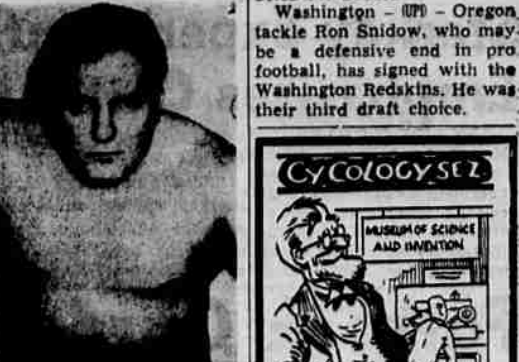 Washington – (UPI) – Oregon
tackle Ron Snidow, who may
be a defensive end in pro
football, has signed with the
Washington Redskins. He was
their third draft choice.
CYCOLOGY SEZ
MUSEUM OF SCIENCE
AND INVENTION